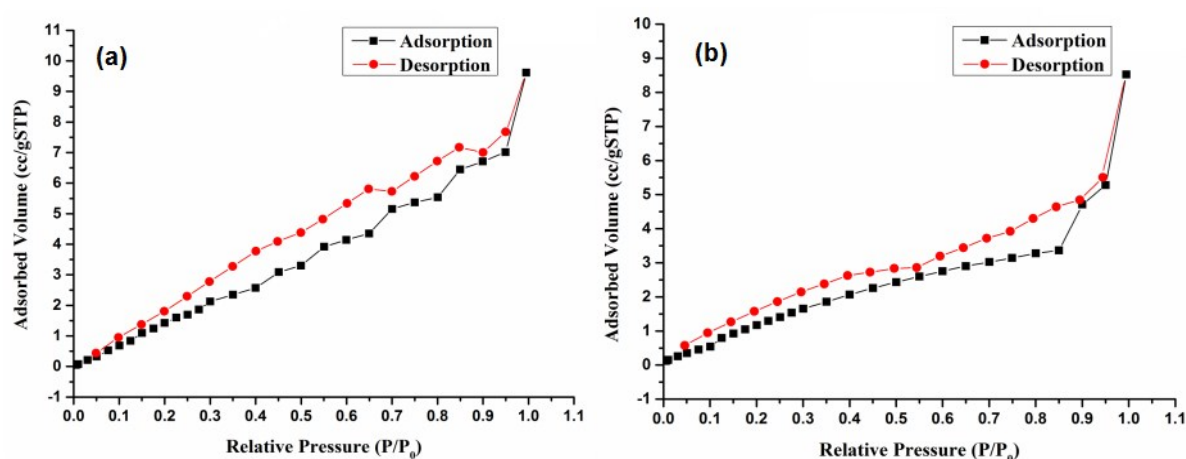 (a)
Adsorption
Desorption
Adsorbed Volume (cc/gSTP)
11
10
9
8
7
6
5
4
3
2
1
0
-1
0.0 0.1 0.2 0.3 0.4 0.5 0.6 0.7 0.8 0.9 1.0 1.1
Relative Pressure (P/P0)
(b)
Adsorption
Desorption
Adsorbed Volume (cc/gSTP)
10
9
8
7
6
5
4
3
2
1
0
-1
0.0 0.1 0.2 0.3 0.4 0.5 0.6 0.7 0.8 0.9 1.0 1.1
Relative Pressure (P/P0)